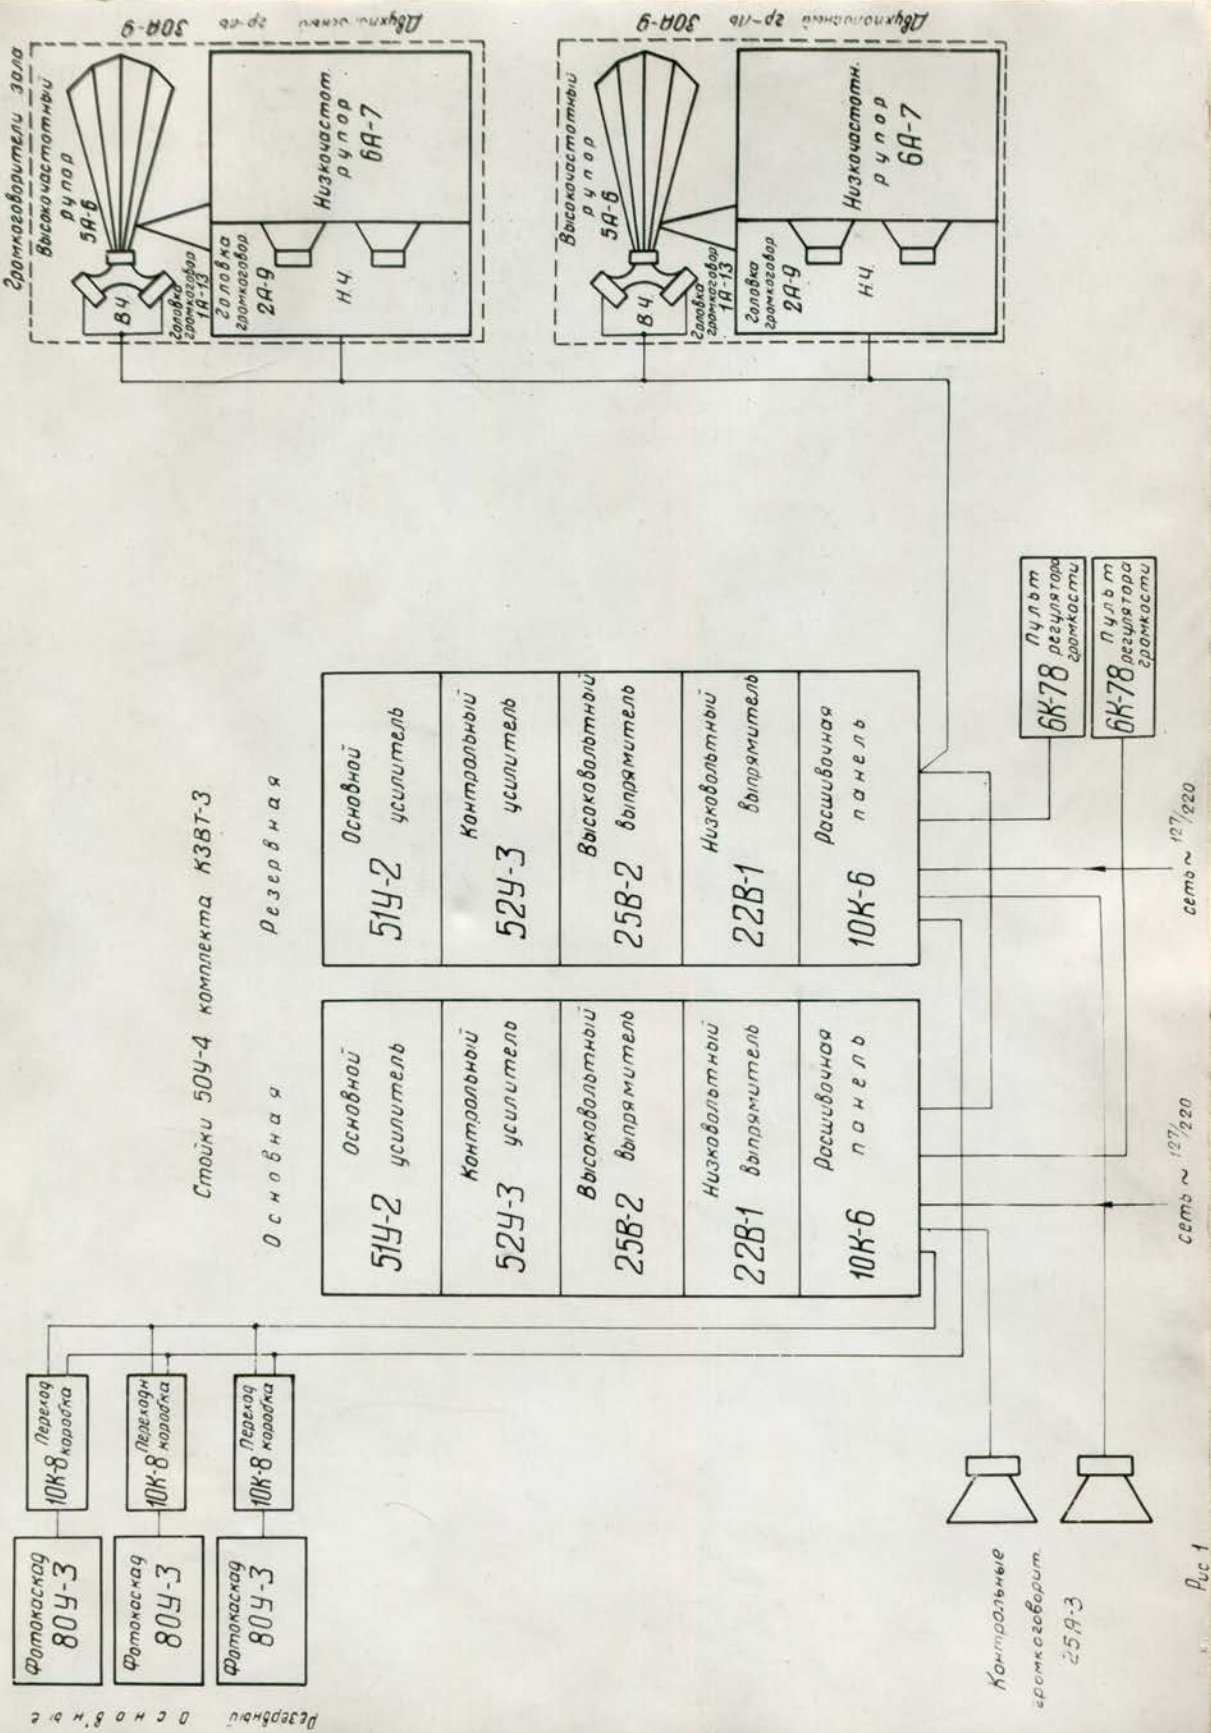 Основные
Резервный
Фотокаскад
80У-3
10К-8
Переход
коробка
Фотокаскад
80У-3
10К-8
Переходн
коробка
Фотокаскад
80У-3
10К-8
Переход
коробка
Стойки 50У-4 комплекта КЗВТ-3
Основная
Резервная
Основной
51У-2 усилитель
Контрольный
52У-3 усилитель
Высоковольтный
25В-2 выпрямитель
Низковольтный
22В-1 выпрямитель
Расшивочная
10К-6 панель
Основной
51У-2 усилитель
Контрольный
52У-3 усилитель
Высоковольтный
25В-2 выпрямитель
Низковольтный
22В-1 выпрямитель
Расшивочная
10К-6 панель
Громкоговорители зала
Высокочастотный
рупор
5А-6
ВЧ
Головка
громкоговор
1А-13
Головка
громкоговор.
2А-9
Н.Ч.
Низкочастот.
рупор
6А-7
Двухполосный гр-ль 30А-9
Высокочастотный
рупор
5А-6
ВЧ
Головка
громкоговор
1А-13
Головка
громкоговор
2А-9
Н.Ч.
Низкочастотн.
рупор
6А-7
Двухполосный гр-ль 30А-9
6К-78
Пульт
регулятора
громкости
6К-78
Пульт
регулятора
громкости
сеть ~ 127/220
сеть ~ 127/220
Контрольные
громкоговорит.
25А-3
Рис 1